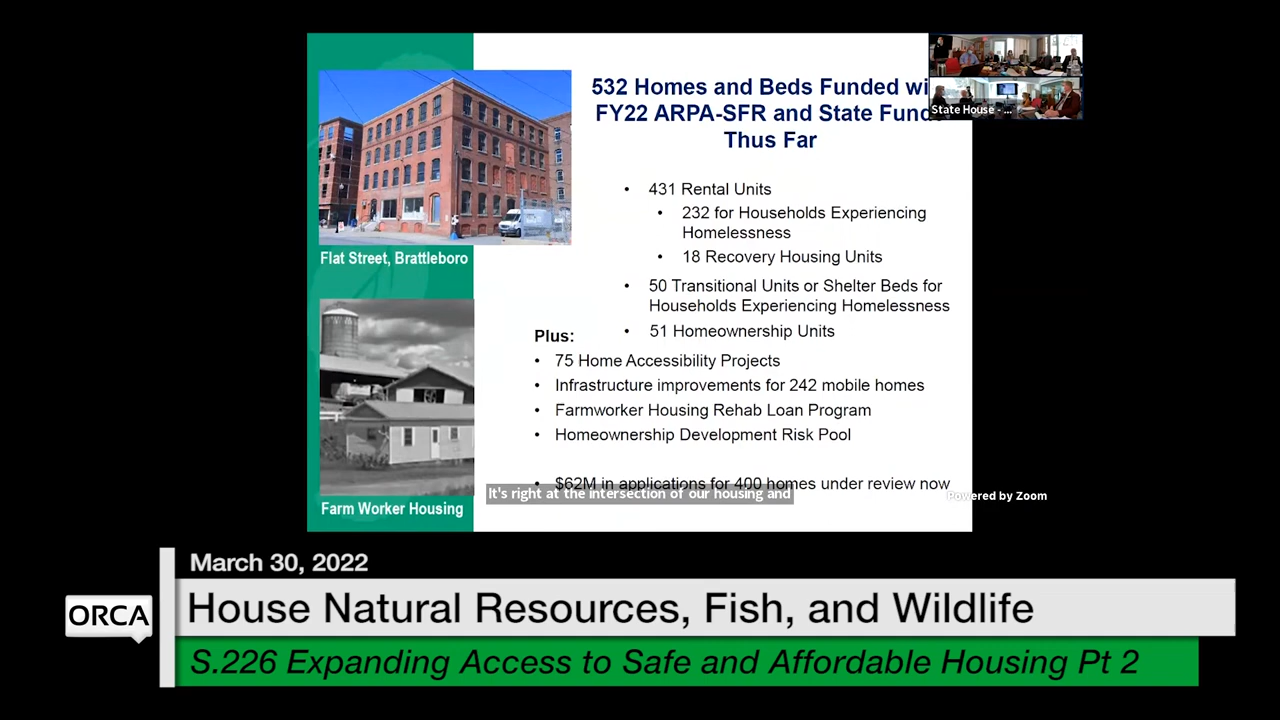 532 Homes and Beds Funded wi
FY22 ARPA-SFR and State Fund
Thus Far
State House - ...
• 431 Rental Units
• 232 for Households Experiencing
Homelessness
• 18 Recovery Housing Units
Flat Street, Brattleboro
• 50 Transitional Units or Shelter Beds for
Households Experiencing Homelessness
• 51 Homeownership Units
Plus:
• 75 Home Accessibility Projects
• Infrastructure improvements for 242 mobile homes
• Farmworker Housing Rehab Loan Program
• Homeownership Development Risk Pool
• $62M in applications for 400 homes under review now
It's right at the intersection of our housing and
Powered by Zoom
Farm Worker Housing
March 30, 2022
ORCA
House Natural Resources, Fish, and Wildlife
S.226 Expanding Access to Safe and Affordable Housing Pt 2